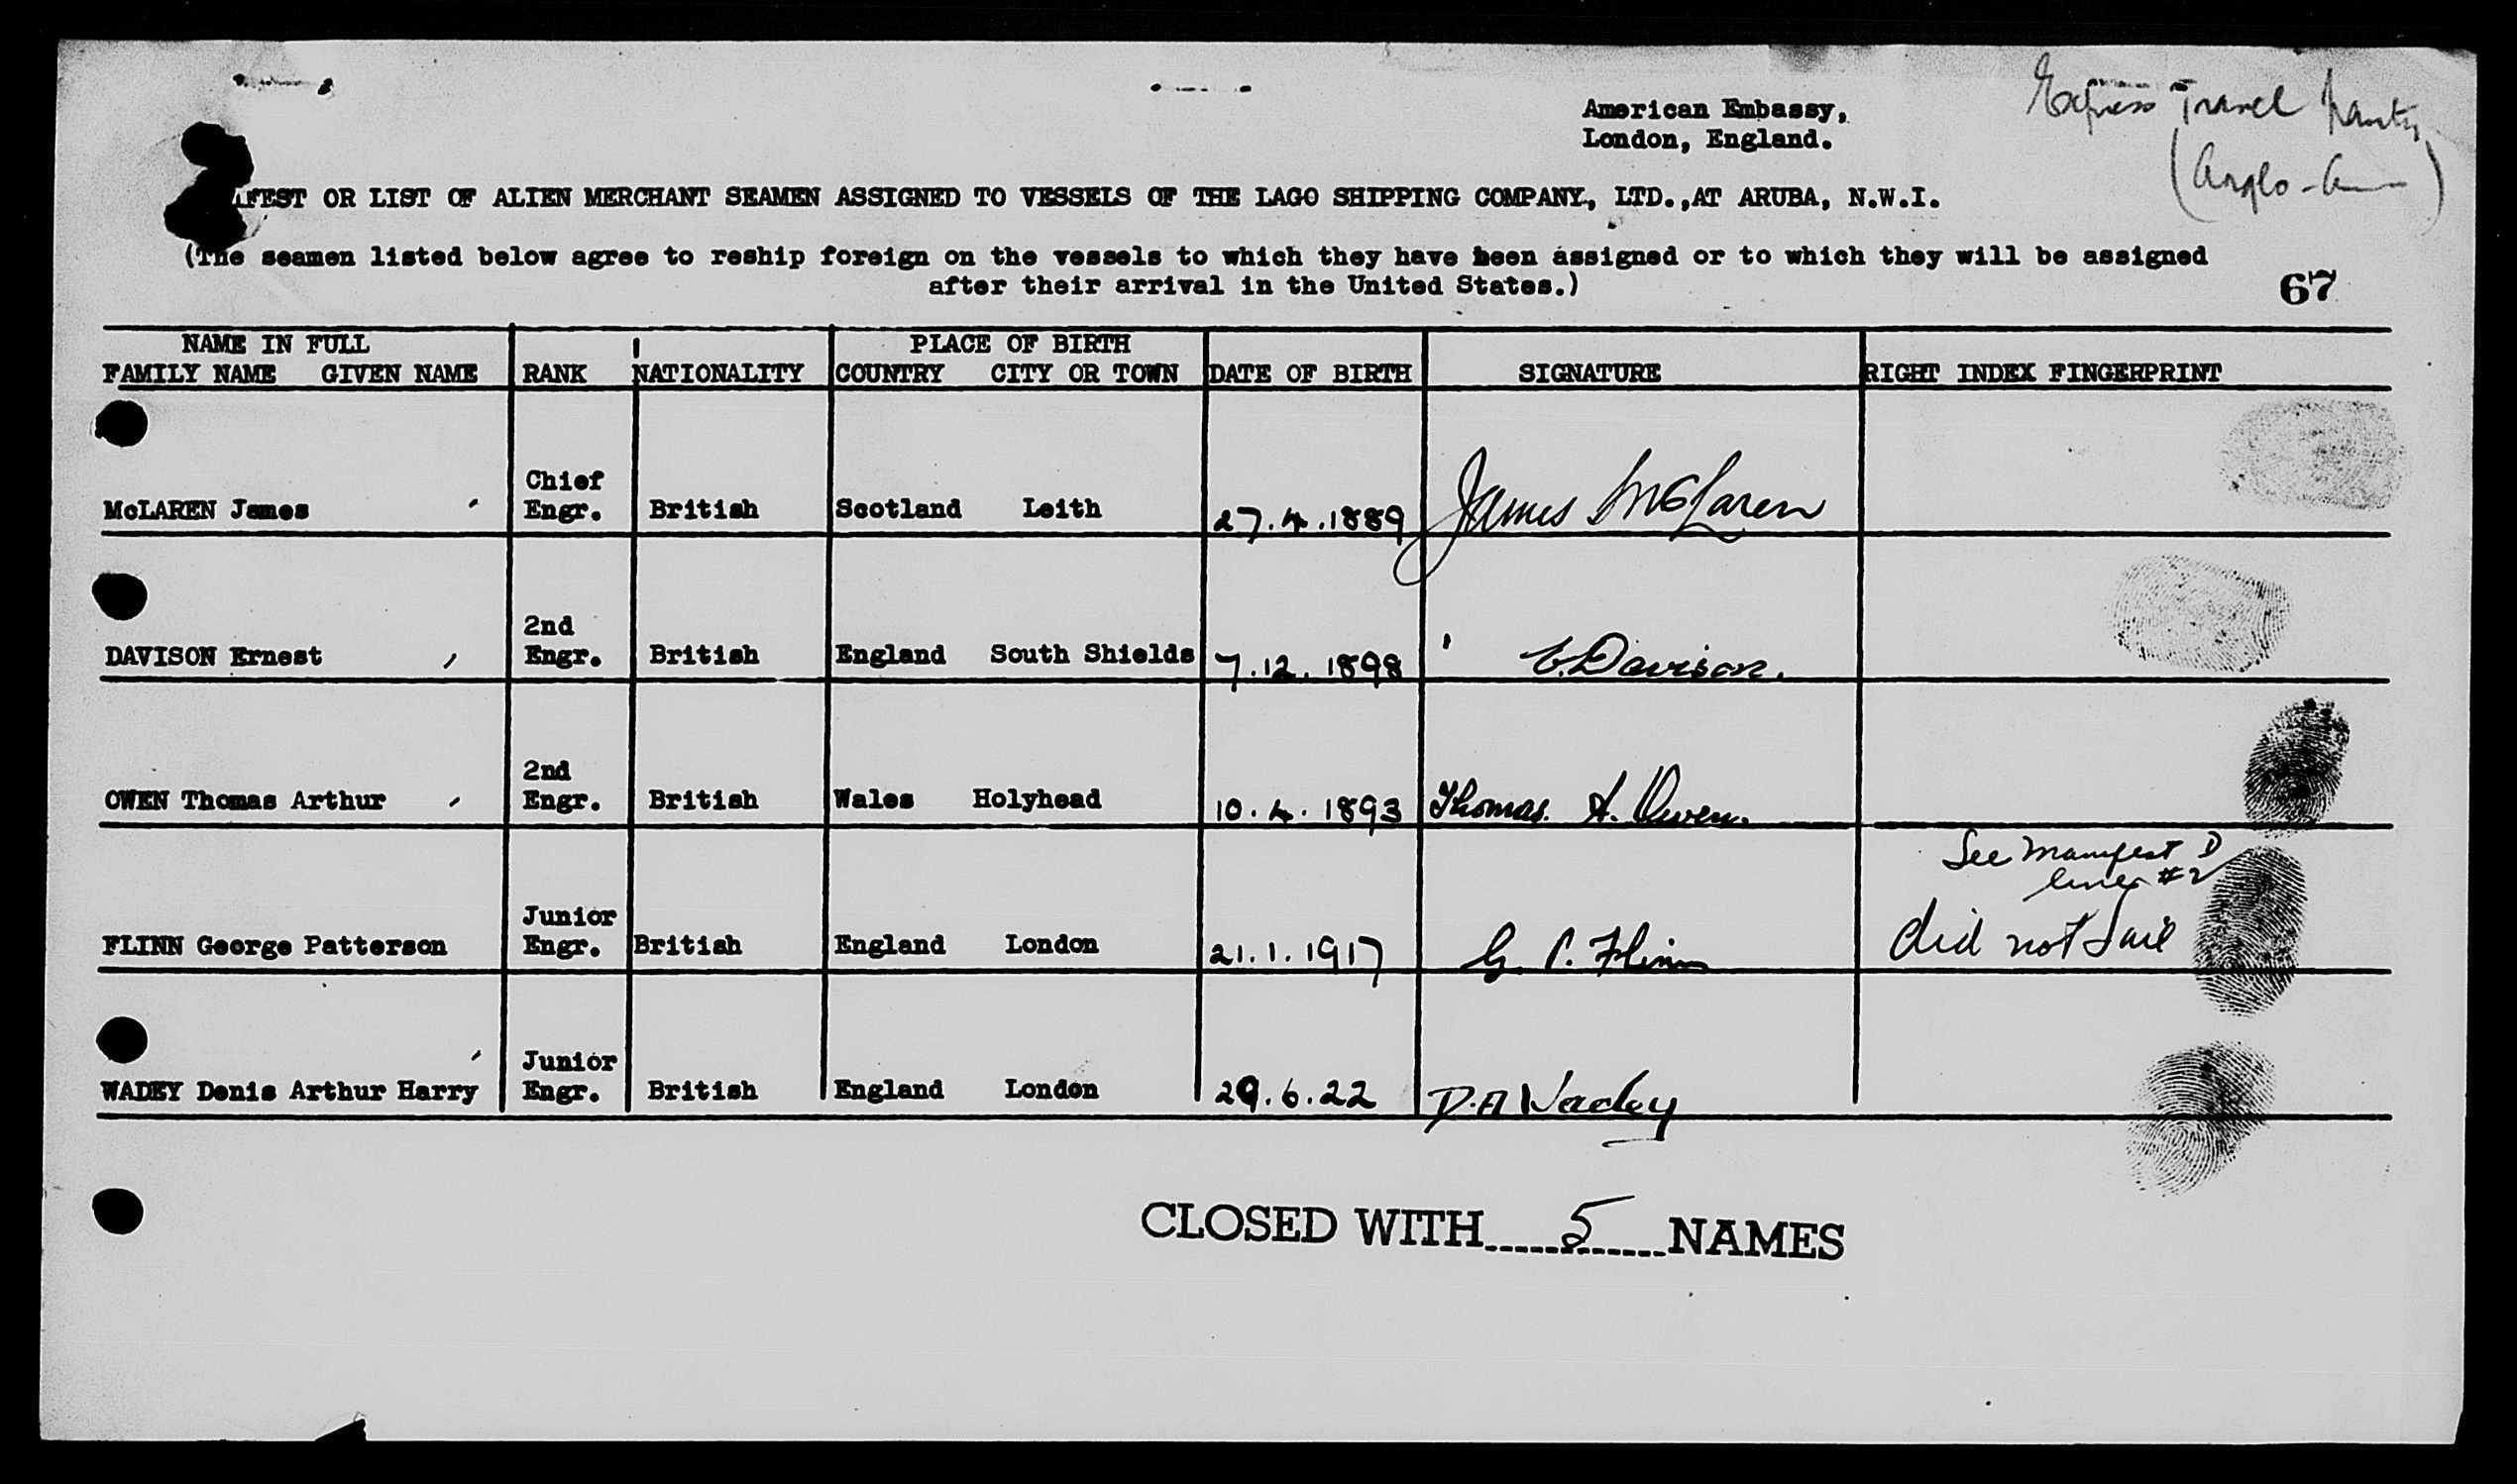 American Embassy,
London, England.
Express Travel
(Anglo-
IFEST OR LIST OF ALIEN MERCHANT SEAMEN ASSIGNED TO VESSELS OF THE LAGO SHIPPING COMPANY, LTD.,AT ARUBA, N.W.I.
(The seamen listed below agree to reship foreign on the vessels to which they have been assigned or to which they will be assigned
after their arrival in the United States.)
67
NAME IN FULL PLACE OF BIRTH
FAMILY NAME GIVEN NAME RANK NATIONALITY COUNTRY CITY OR TOWN DATE OF BIRTH SIGNATURE RIGHT INDEX FINGERPRINT
Chief
McLAREN James Engr. British Scotland Leith 27.4.1889 James McLaren
2nd
DAVISON Ernest Engr. British England South Shields 7.12.1898 E. Davison.
2nd
OWEN Thomas Arthur Engr. British Wales Holyhead 10.4.1893 Thomas. A. Owen.
See Manifest D
line #2
Junior
FLINN George Patterson Engr. British England London 21.1.1917 G. P. Flinn did not sail
Junior
WADEY Denis Arthur Harry Engr. British England London 29.6.22 D.A Wadey
CLOSED WITH 5 NAMES